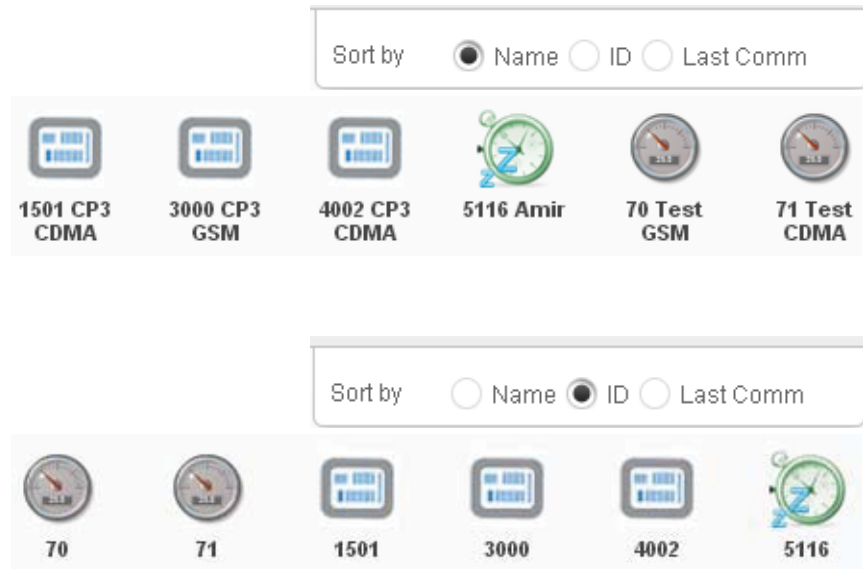 Sort by Name ID Last Comm
1501 CP3 3000 CP3 4002 CP3 5116 Amir 70 Test 71 Test
CDMA GSM CDMA GSM CDMA
Sort by Name ID Last Comm
70 71 1501 3000 4002 5116